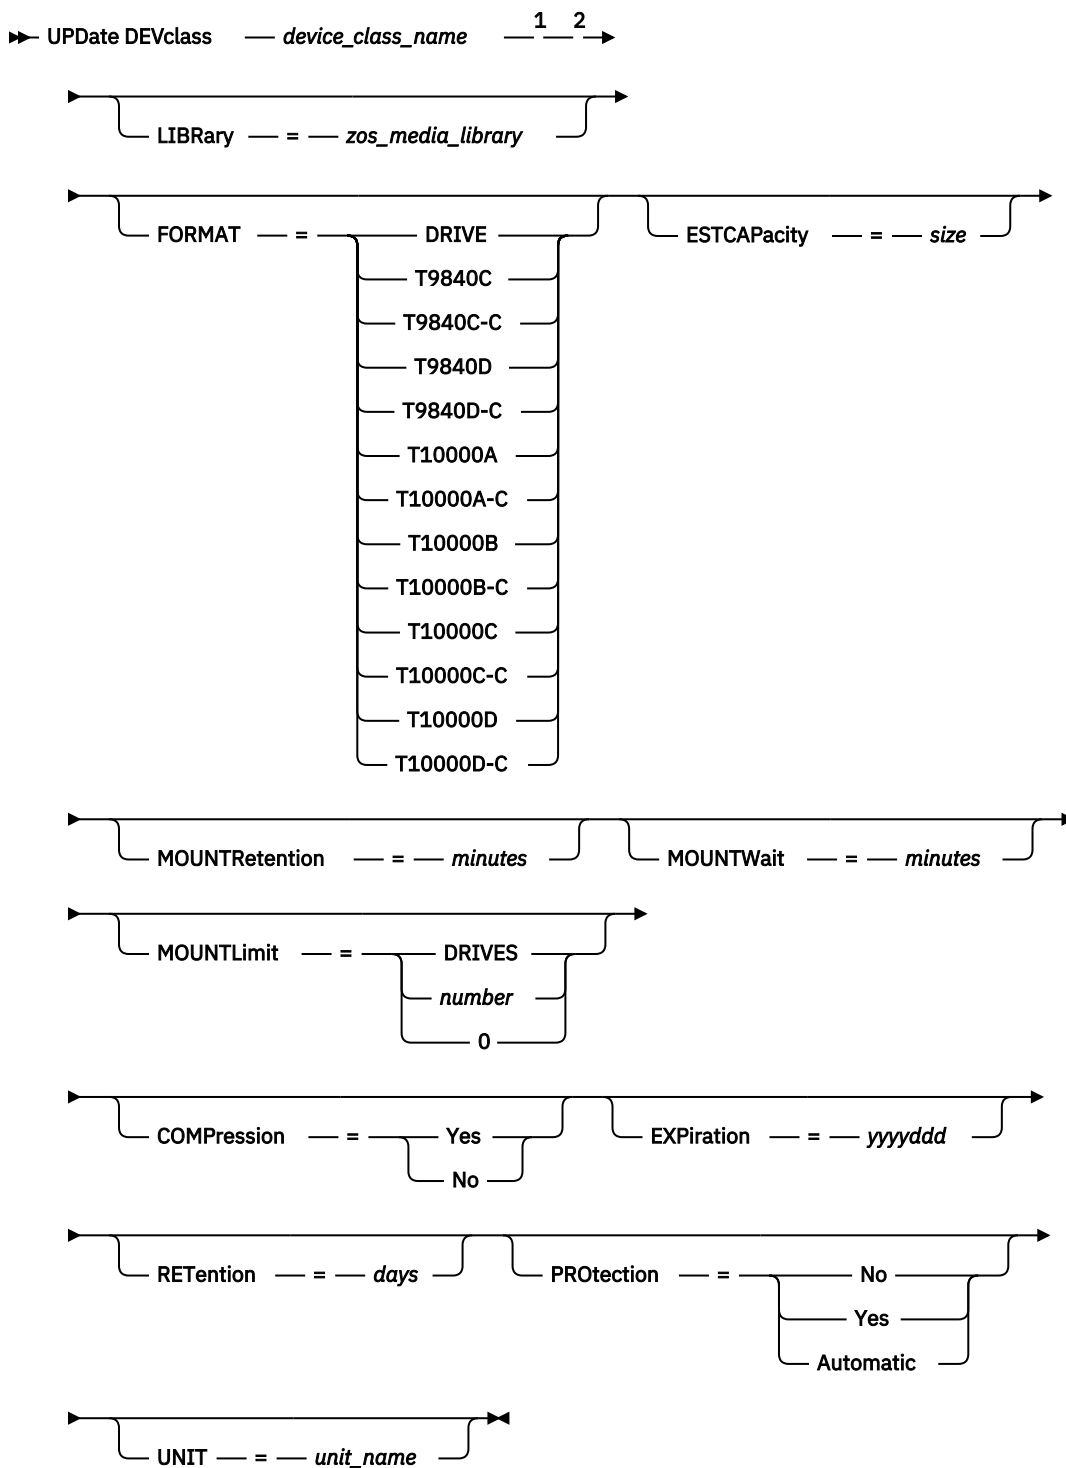 1 2
UPDate DEVclass device_class_name
LIBRary = zos_media_library
FORMAT = DRIVE ESTCAPacity = size
T9840C
T9840C-C
T9840D
T9840D-C
T10000A
T10000A-C
T10000B
T10000B-C
T10000C
T10000C-C
T10000D
T10000D-C
MOUNTRetention = minutes MOUNTWait = minutes
MOUNTLimit = DRIVES
number
0
COMPression = Yes EXPiration = yyyyddd
No
RETention = days PROtection = No
Yes
Automatic
UNIT = unit_name